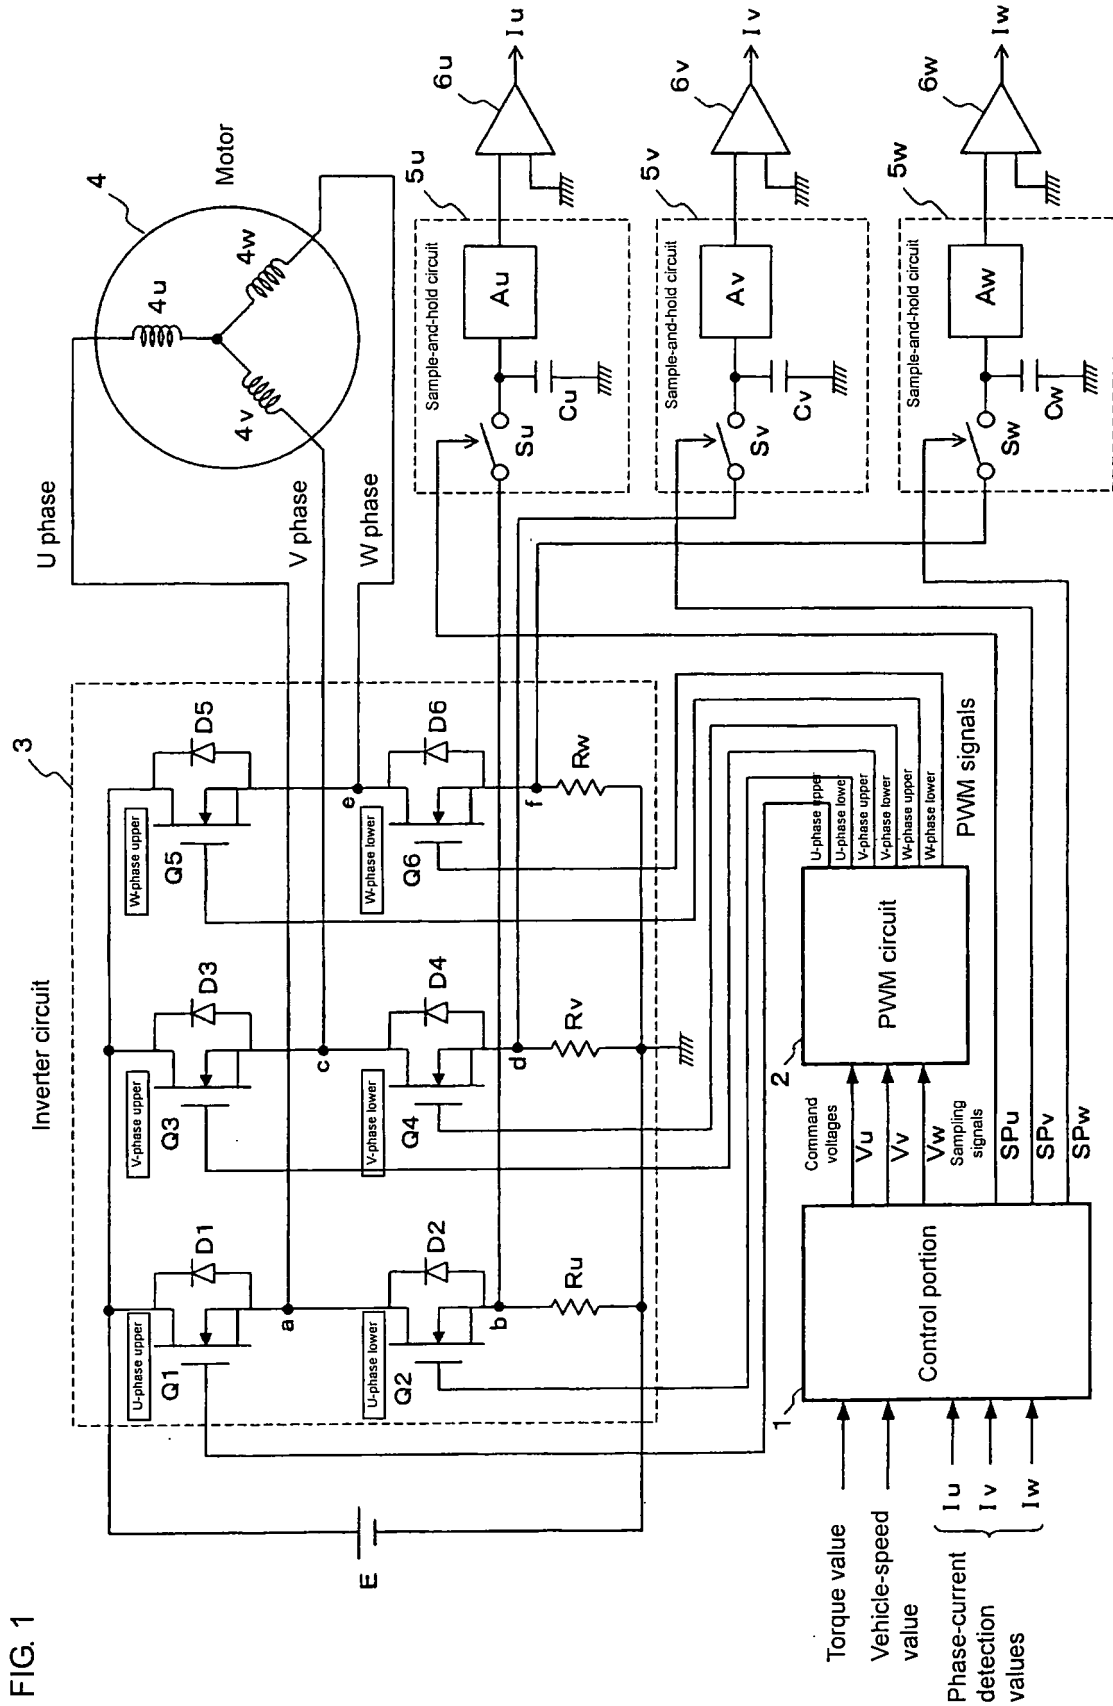 FIG. 1
Inverter circuit
3
U phase
V phase
W phase
4
Motor
4u
4v
4w
U-phase upper
Q1
D1
V-phase upper
Q3
D3
W-phase upper
Q5
D5
a
c
e
E
U-phase lower
Q2
D2
V-phase lower
Q4
D4
W-phase lower
Q6
D6
b
d
f
Ru
Rv
Rw
5u
Sample-and-hold circuit
Su
Cu
Au
6u
Iu
5v
Sample-and-hold circuit
Sv
Cv
Av
6v
Iv
5w
Sample-and-hold circuit
Sw
Cw
Aw
6w
Iw
Torque value
Vehicle-speed
value
Phase-current
detection
values
Iu
Iv
Iw
1
Control portion
Command
voltages
Vu
Vv
Vw
Sampling
signals
SPu
SPv
SPw
2
PWM circuit
U-phase upper
U-phase lower
V-phase upper
V-phase lower
W-phase upper
W-phase lower
PWM signals